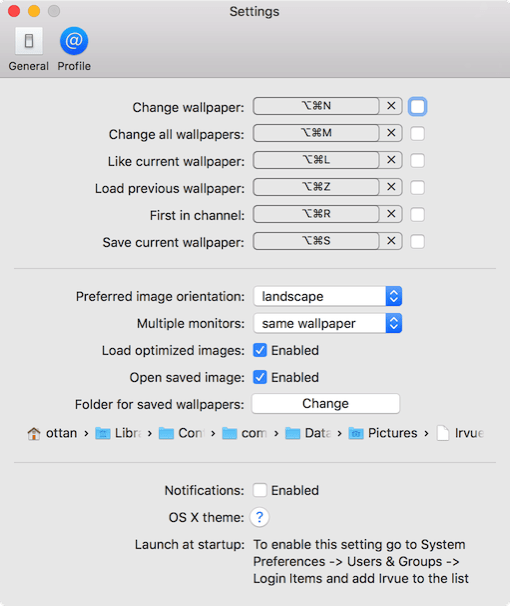 Settings
General Profile
Change wallpaper: ⌥⌘N ×
Change all wallpapers: ⌥⌘M ×
Like current wallpaper: ⌥⌘L ×
Load previous wallpaper: ⌥⌘Z ×
First in channel: ⌥⌘R ×
Save current wallpaper: ⌥⌘S ×
Preferred image orientation: landscape
Multiple monitors: same wallpaper
Load optimized images: Enabled
Open saved image: Enabled
Folder for saved wallpapers: Change
ottan › Libra › Con › com › Data › Pictures › Irvue
Notifications: Enabled
OS X theme: ?
Launch at startup: To enable this setting go to System
Preferences -> Users & Groups ->
Login Items and add Irvue to the list